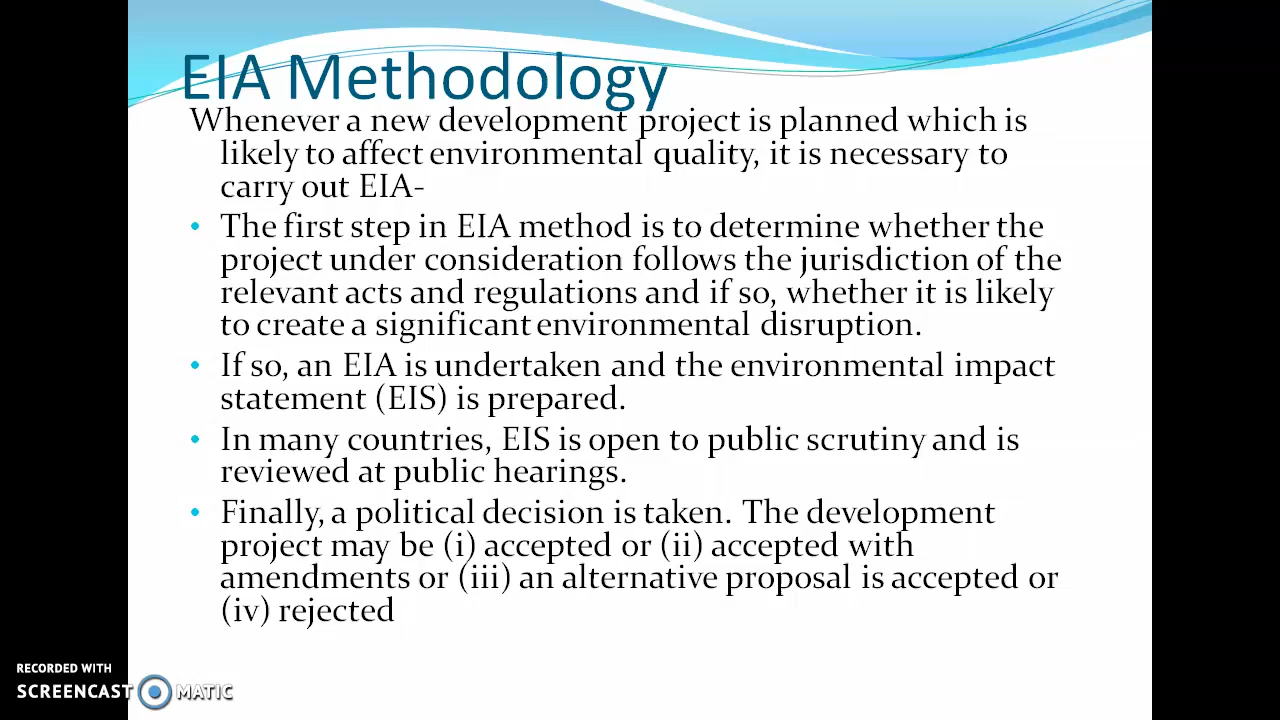 EIA Methodology
Whenever a new development project is planned which is
likely to affect environmental quality, it is necessary to
carry out EIA-
• The first step in EIA method is to determine whether the
project under consideration follows the jurisdiction of the
relevant acts and regulations and if so, whether it is likely
to create a significant environmental disruption.
• If so, an EIA is undertaken and the environmental impact
statement (EIS) is prepared.
• In many countries, EIS is open to public scrutiny and is
reviewed at public hearings.
• Finally, a political decision is taken. The development
project may be (i) accepted or (ii) accepted with
amendments or (iii) an alternative proposal is accepted or
(iv) rejected
RECORDED WITH
SCREENCAST MATIC